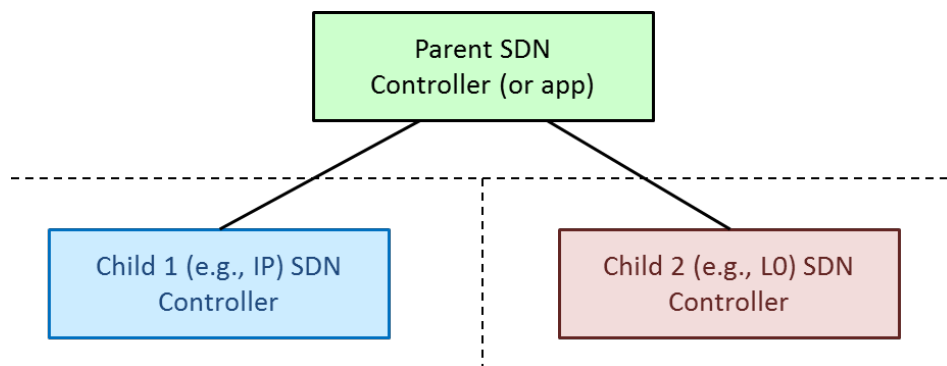 Parent SDN
Controller (or app)
Child 1 (e.g., IP) SDN
Controller
Child 2 (e.g., L0) SDN
Controller